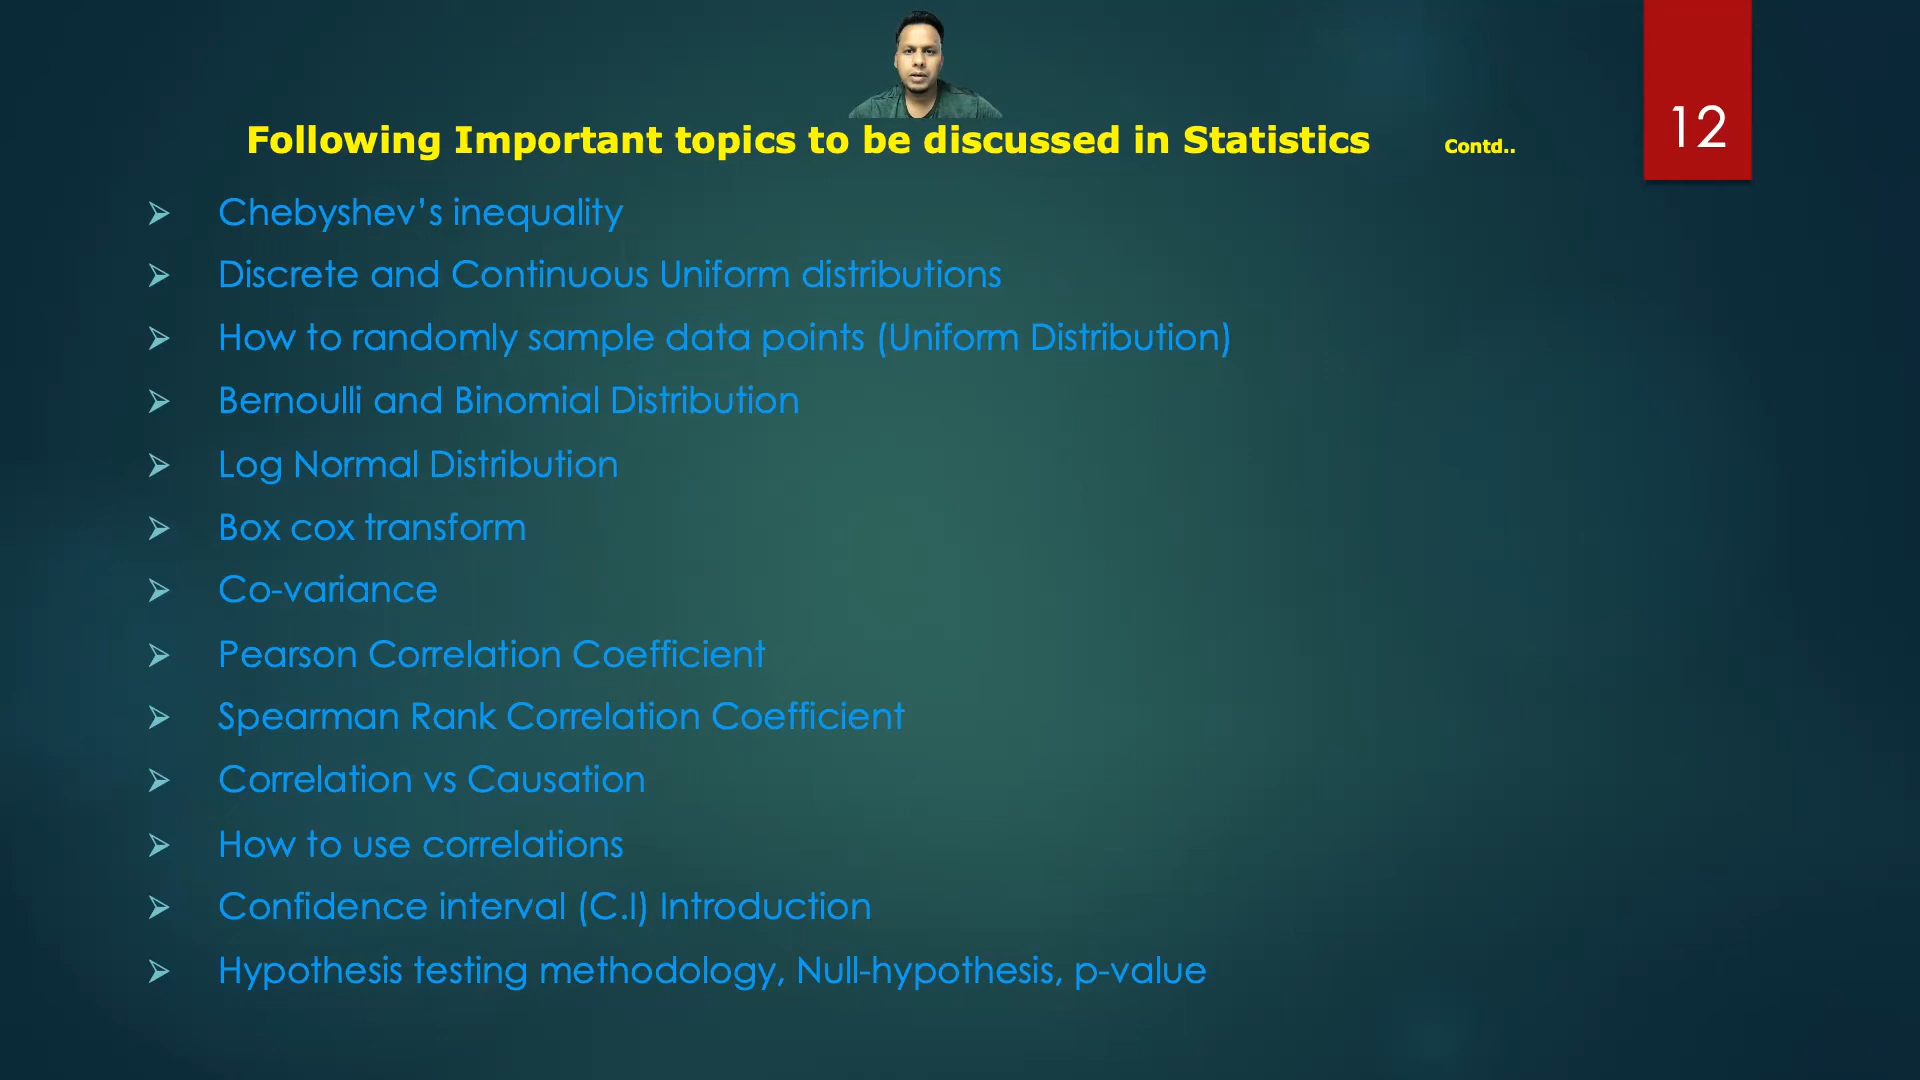 12
Following Important topics to be discussed in Statistics Contd..
Chebyshev’s inequality
Discrete and Continuous Uniform distributions
How to randomly sample data points (Uniform Distribution)
Bernoulli and Binomial Distribution
Log Normal Distribution
Box cox transform
Co-variance
Pearson Correlation Coefficient
Spearman Rank Correlation Coefficient
Correlation vs Causation
How to use correlations
Confidence interval (C.I) Introduction
Hypothesis testing methodology, Null-hypothesis, p-value